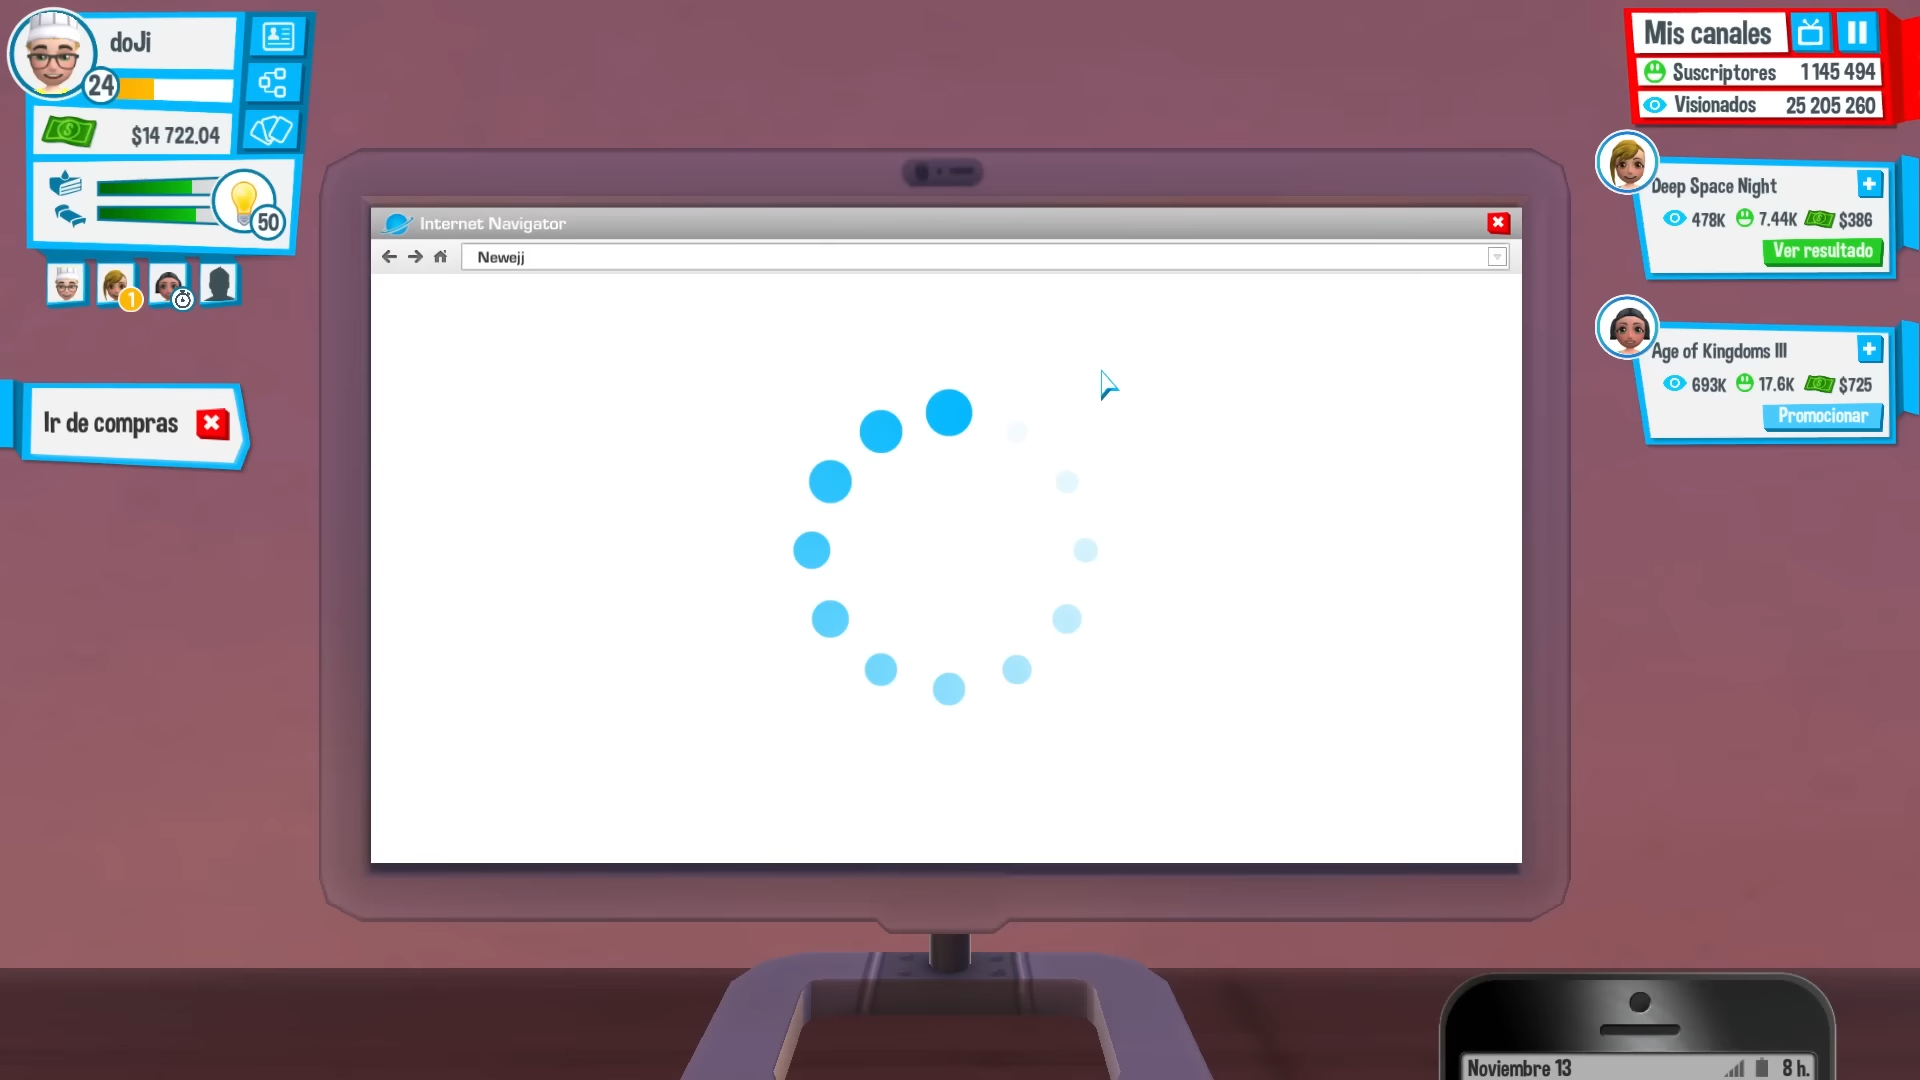 doJi
24
$14 722.04
50
1
Ir de compras
Internet Navigator
Newejj
Mis canales
Suscriptores 1 145 494
Visionados 25 205 260
Deep Space Night
478K 7.44K $386
Ver resultado
Age of Kingdoms III
693K 17.6K $725
Promocionar
Noviembre 13 8 h.